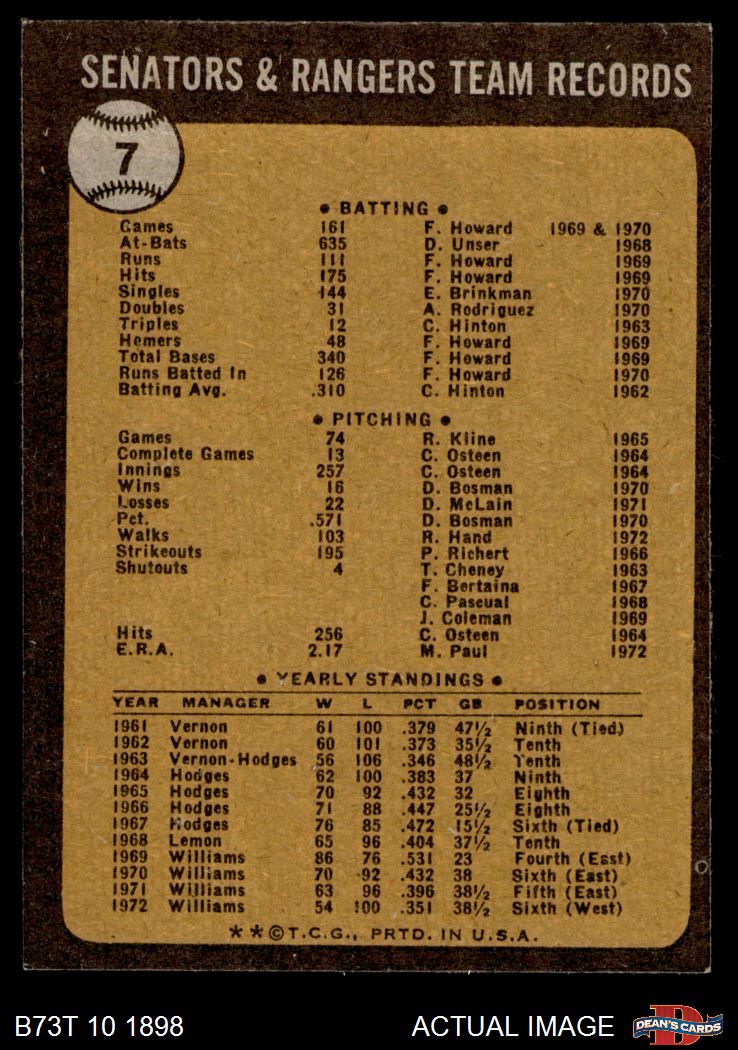 SENATORS & RANGERS TEAM RECORDS
7
• BATTING •
Games 161 F. Howard 1969 & 1970
At-Bats 635 D. Unser 1968
Runs 111 F. Howard 1969
Hits 175 F. Howard 1969
Singles 144 E. Brinkman 1970
Doubles 31 A. Rodriguez 1970
Triples 12 C. Hinton 1963
Homers 48 F. Howard 1969
Total Bases 340 F. Howard 1969
Runs Batted In 126 F. Howard 1970
Batting Avg. .310 C. Hinton 1962
• PITCHING •
Games 74 R. Kline 1965
Complete Games 13 C. Osteen 1964
Innings 257 C. Osteen 1964
Wins 16 D. Bosman 1970
Losses 22 D. McLain 1971
Pct. .571 D. Bosman 1970
Walks 103 R. Hand 1972
Strikeouts 195 P. Richert 1966
Shutouts 4 T. Cheney 1963
F. Bertaina 1967
C. Pascual 1968
J. Coleman 1969
Hits 256 C. Osteen 1964
E.R.A. 2.17 M. Paul 1972
• YEARLY STANDINGS •
YEAR MANAGER W L PCT GB POSITION
1961 Vernon 61 100 .379 47½ Ninth (Tied)
1962 Vernon 60 101 .373 35½ Tenth
1963 Vernon-Hodges 56 106 .346 48½ Tenth
1964 Hodges 62 100 .383 37 Ninth
1965 Hodges 70 92 .432 32 Eighth
1966 Hodges 71 88 .447 25½ Eighth
1967 Hodges 76 85 .472 15½ Sixth (Tied)
1968 Lemon 65 96 .404 37½ Tenth
1969 Williams 86 76 .531 23 Fourth (East)
1970 Williams 70 92 .432 38 Sixth (East)
1971 Williams 63 96 .396 38½ Fifth (East)
1972 Williams 54 100 .351 38½ Sixth (West)
**©T.C.G., PRTD. IN U.S.A.
B73T 10 1898 ACTUAL IMAGE D DEAN'S CARDS